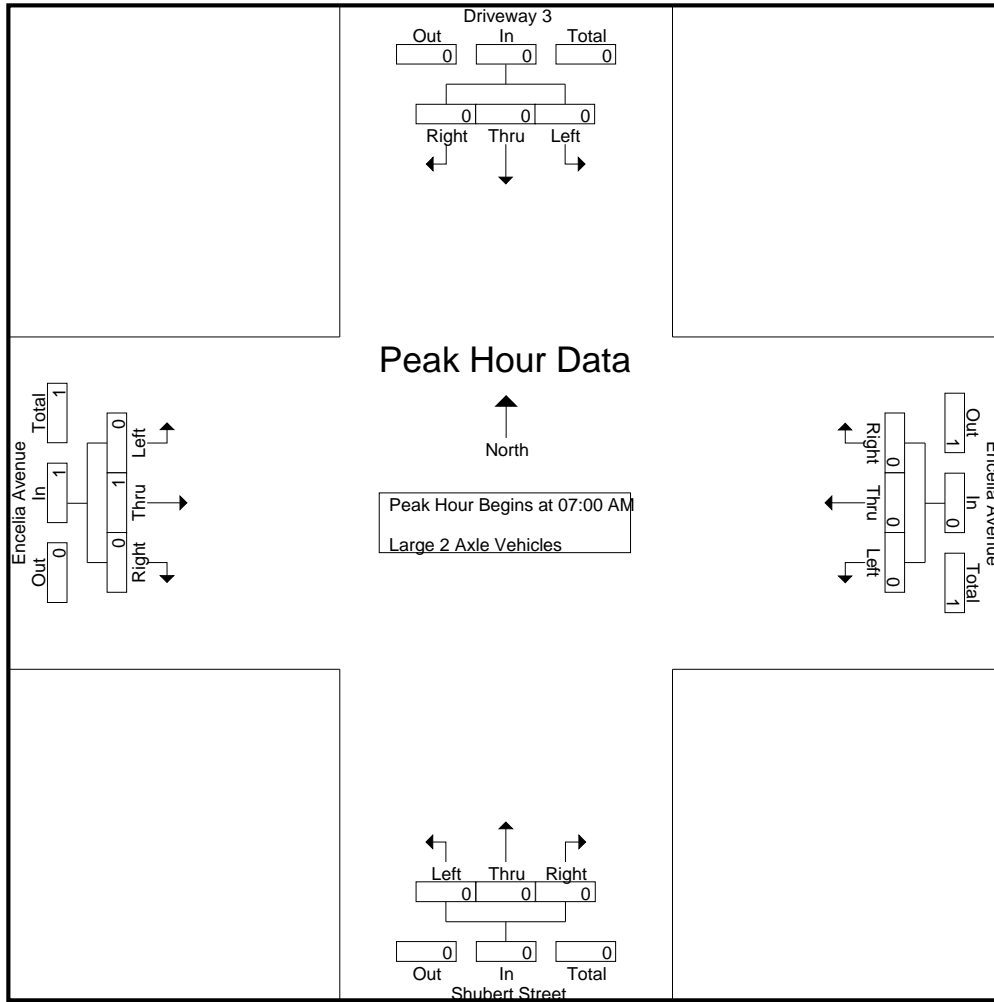 Driveway 3
Out In Total
0 0 0
0 0 0
Right Thru Left
Peak Hour Data
North
Peak Hour Begins at 07:00 AM
Large 2 Axle Vehicles
Encelia Avenue
Out In Total
0 1 1
Right Thru Left
0 1 0
Encelia Avenue
Out In Total
1 0 1
Right Thru Left
0 0 0
Left Thru Right
0 0 0
0 0 0
Out In Total
Shubert Street